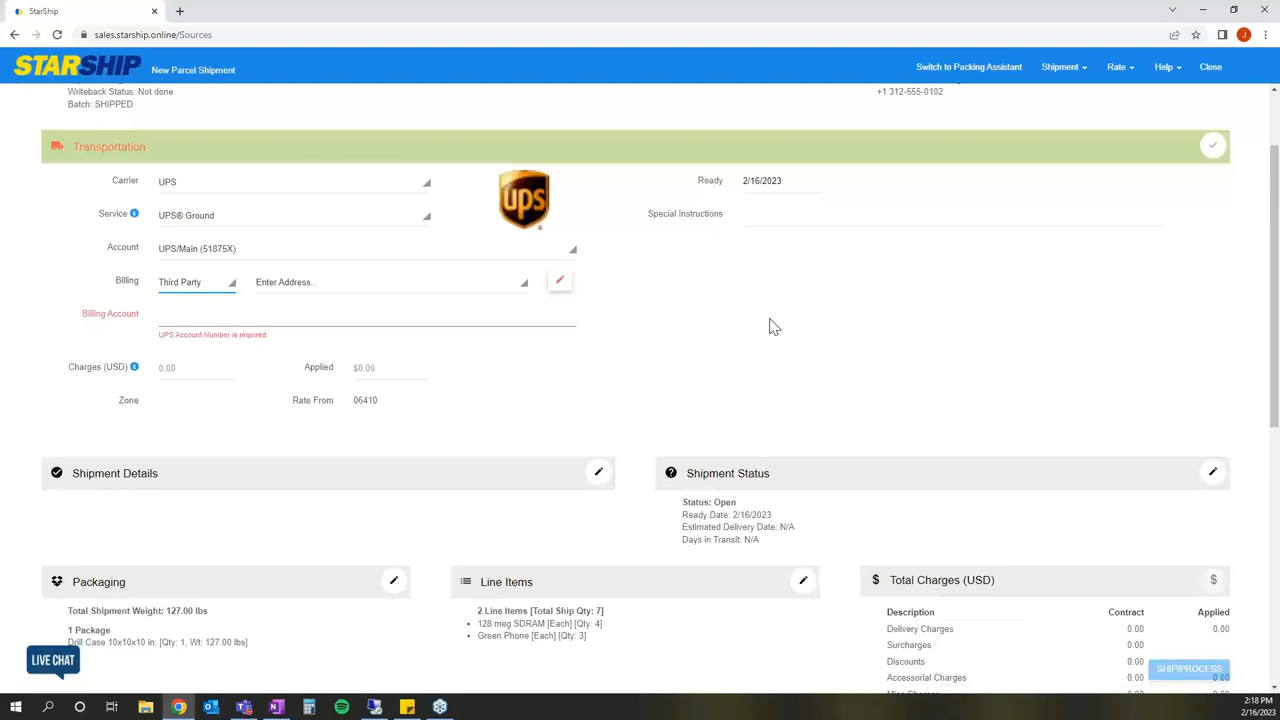 StarShip
sales.starship.online/Sources
J
STARSHIP New Parcel Shipment Switch to Packing Assistant Shipment Rate Help Close
Writeback Status: Not done +1 312-555-0102
Batch: SHIPPED
Transportation
Carrier UPS Ready 2/16/2023
ups
Service UPS® Ground Special Instructions
Account UPS/Main (51875X)
Billing Third Party Enter Address...
Billing Account
UPS Account Number is required.
Charges (USD) 0.00 Applied $0.00
Zone Rate From 06410
Shipment Details Shipment Status
Status: Open
Ready Date: 2/16/2023
Estimated Delivery Date: N/A
Days in Transit: N/A
Packaging Line Items $ Total Charges (USD) $
Total Shipment Weight: 127.00 lbs 2 Line Items [Total Ship Qty: 7] Description Contract Applied
128 meg SDRAM [Each] [Qty: 4] Delivery Charges 0.00 0.00
1 Package Green Phone [Each] [Qty: 3]
Drill Case 10x10x10 in. [Qty: 1, Wt: 127.00 lbs] Surcharges 0.00
Discounts 0.00
LIVE CHAT SHIP/PROCESS
Accessorial Charges 0.00 0.00
2:18 PM
2/16/2023